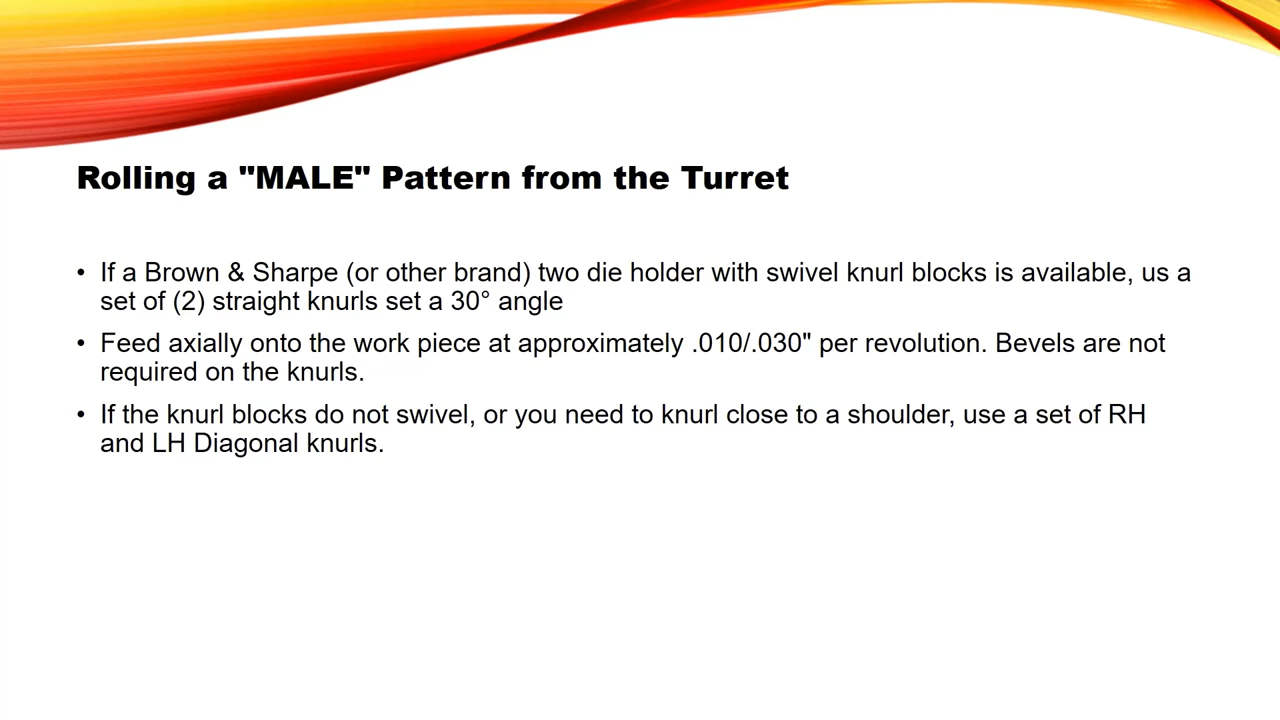 Rolling a "MALE" Pattern from the Turret
• If a Brown & Sharpe (or other brand) two die holder with swivel knurl blocks is available, us a
set of (2) straight knurls set a 30° angle
• Feed axially onto the work piece at approximately .010/.030" per revolution. Bevels are not
required on the knurls.
• If the knurl blocks do not swivel, or you need to knurl close to a shoulder, use a set of RH
and LH Diagonal knurls.